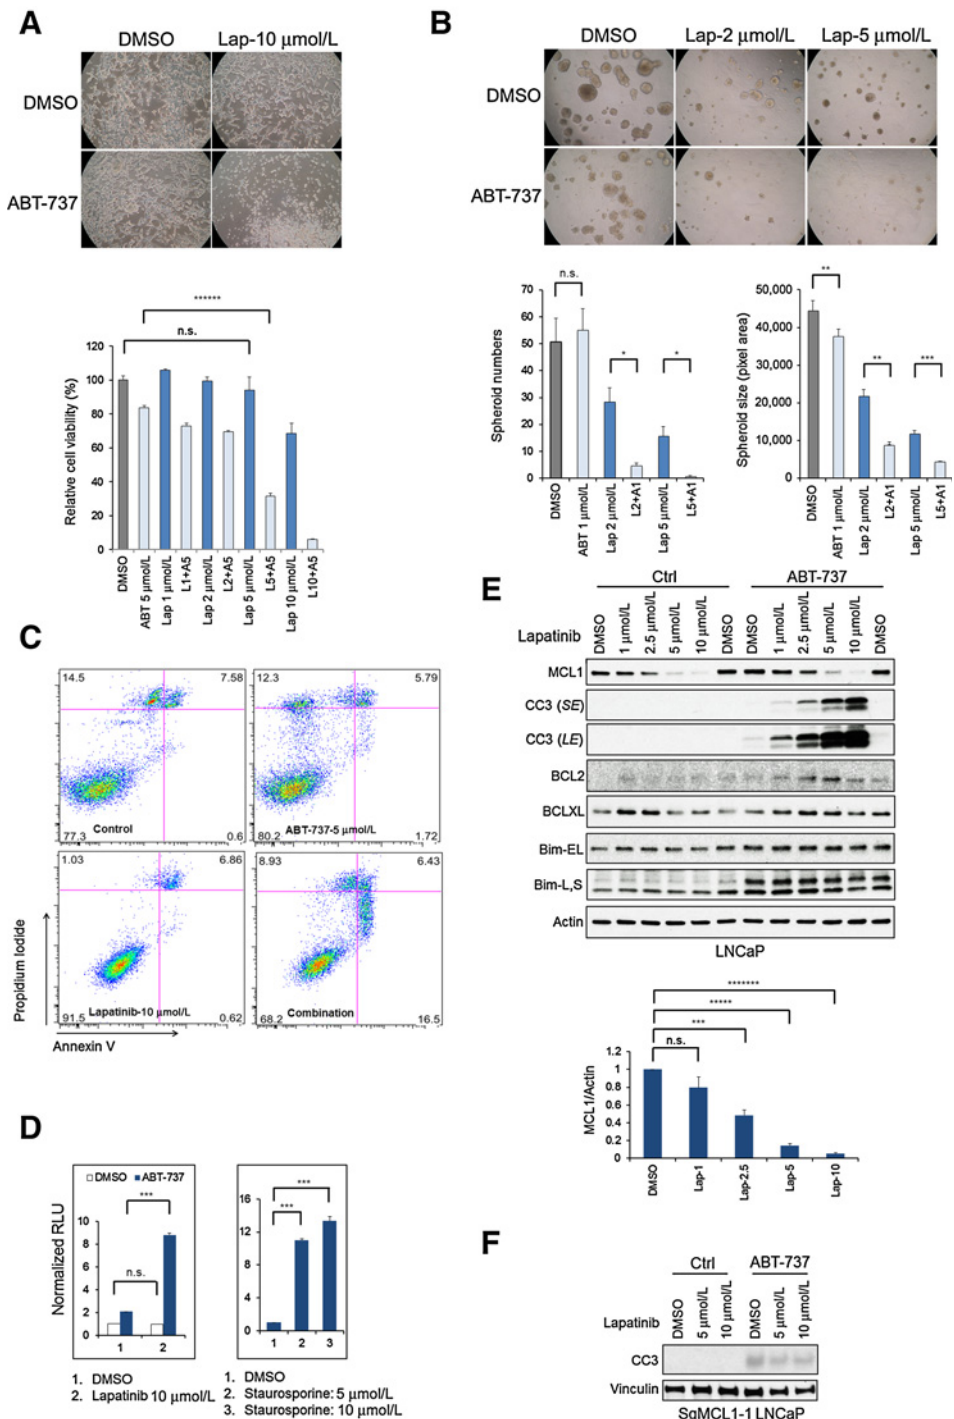 A
DMSO Lap-10 μmol/L
DMSO
ABT-737
******
n.s.
Relative cell viability (%)
120
100
80
60
40
20
0
DMSO
ABT 5 μmol/L
Lap 1 μmol/L
L1+A5
Lap 2 μmol/L
L2+A5
Lap 5 μmol/L
L5+A5
Lap 10 μmol/L
L10+A5
B
DMSO Lap-2 μmol/L Lap-5 μmol/L
DMSO
ABT-737
n.s.
*
*
Spheroid numbers
70
60
50
40
30
20
10
0
DMSO
ABT 1 μmol/L
Lap 2 μmol/L
L2+A1
Lap 5 μmol/L
L5+A1
**
**
***
Spheroid size (pixel area)
50,000
40,000
30,000
20,000
10,000
0
DMSO
ABT 1 μmol/L
Lap 2 μmol/L
L2+A1
Lap 5 μmol/L
L5+A1
C
14.5 7.58
Control
77.3 0.6
12.3 5.79
ABT-737-5 μmol/L
80.2 1.72
1.03 6.86
Lapatinib-10 μmol/L
91.5 0.62
8.93 6.43
Combination
68.2 16.5
Propidium Iodide
Annexin V
D
DMSO ABT-737
***
n.s.
Normalized RLU
10
8
6
4
2
0
1 2
1. DMSO
2. Lapatinib 10 μmol/L
***
***
16
12
8
4
0
1 2 3
1. DMSO
2. Staurosporine: 5 μmol/L
3. Staurosporine: 10 μmol/L
E
Ctrl ABT-737
Lapatinib
DMSO
1 μmol/L
2.5 μmol/L
5 μmol/L
10 μmol/L
DMSO
DMSO
1 μmol/L
2.5 μmol/L
5 μmol/L
10 μmol/L
DMSO
MCL1
CC3 (SE)
CC3 (LE)
BCL2
BCLXL
Bim-EL
Bim-L,S
Actin
LNCaP
*******
*****
***
n.s.
MCL1/Actin
1.2
1
0.8
0.6
0.4
0.2
0
DMSO
Lap-1
Lap-2.5
Lap-5
Lap-10
F
Ctrl ABT-737
Lapatinib
DMSO
5 μmol/L
10 μmol/L
DMSO
5 μmol/L
10 μmol/L
CC3
Vinculin
SgMCL1-1 LNCaP